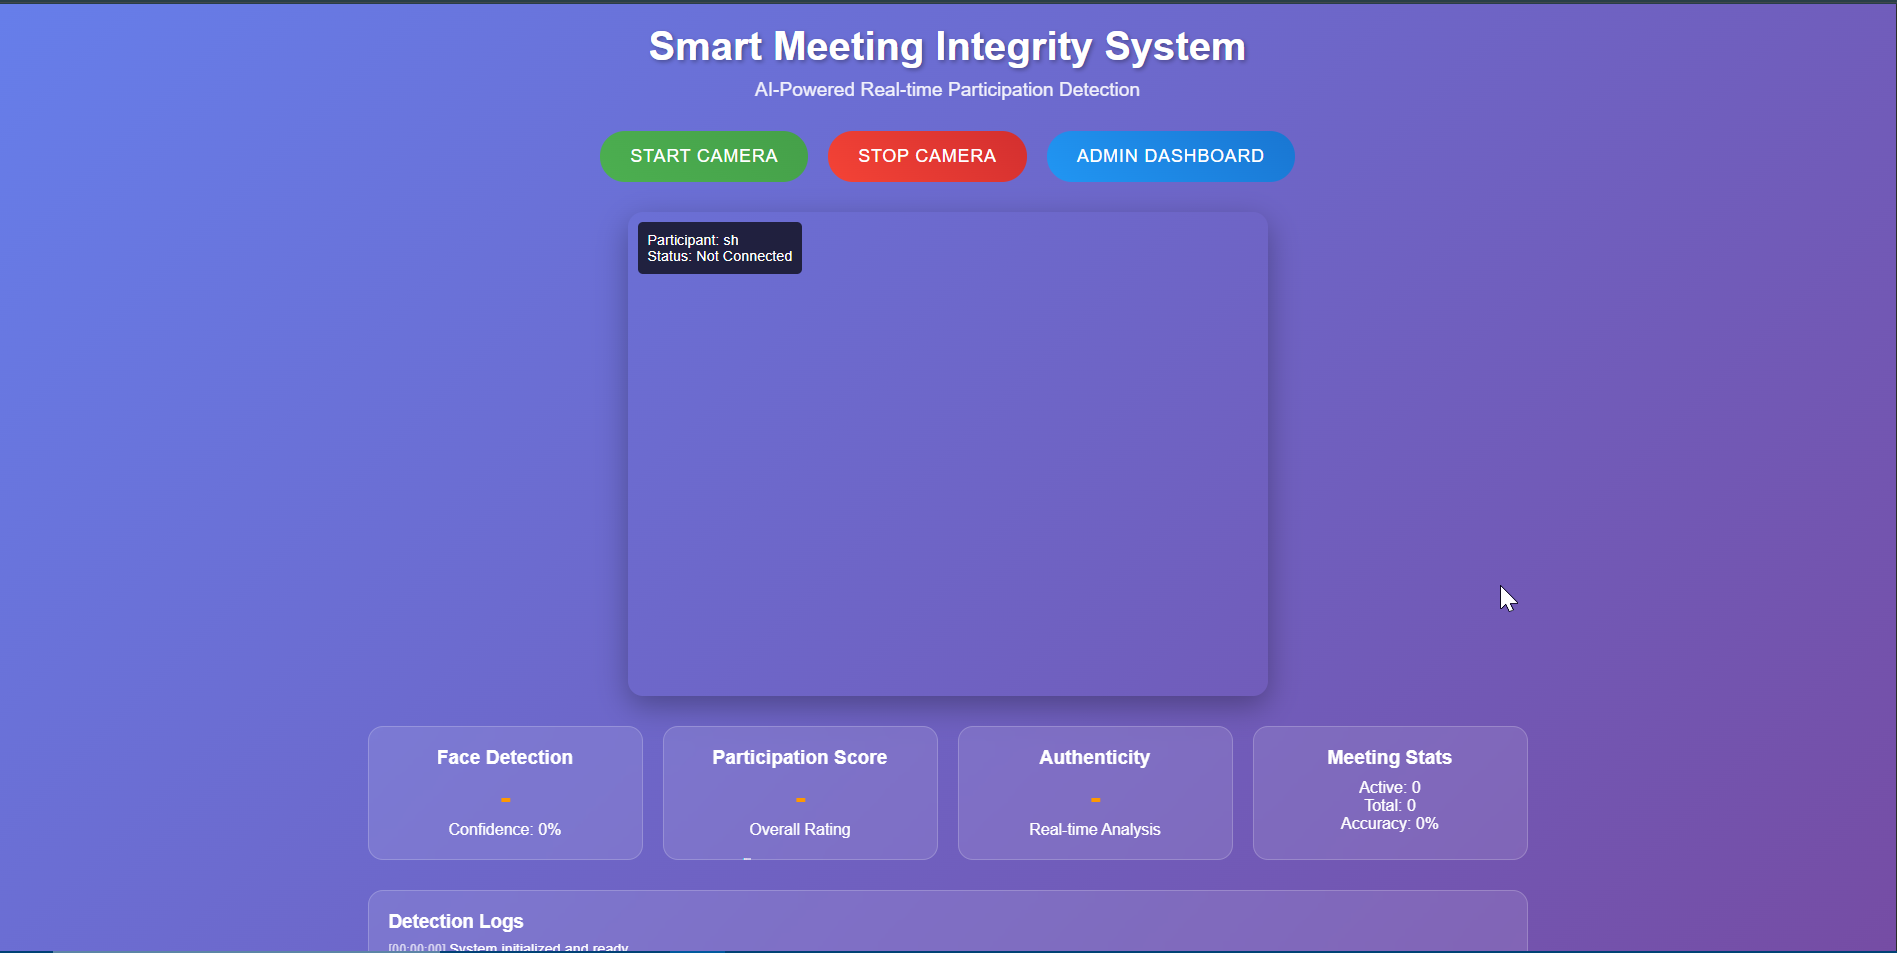 Smart Meeting Integrity System
AI-Powered Real-time Participation Detection
START CAMERA
STOP CAMERA
ADMIN DASHBOARD
Participant: sh
Status: Not Connected
Face Detection
-
Confidence: 0%
Participation Score
-
Overall Rating
Authenticity
-
Real-time Analysis
Meeting Stats
Active: 0
Total: 0
Accuracy: 0%
Detection Logs
[00:00:00] System initialized and ready